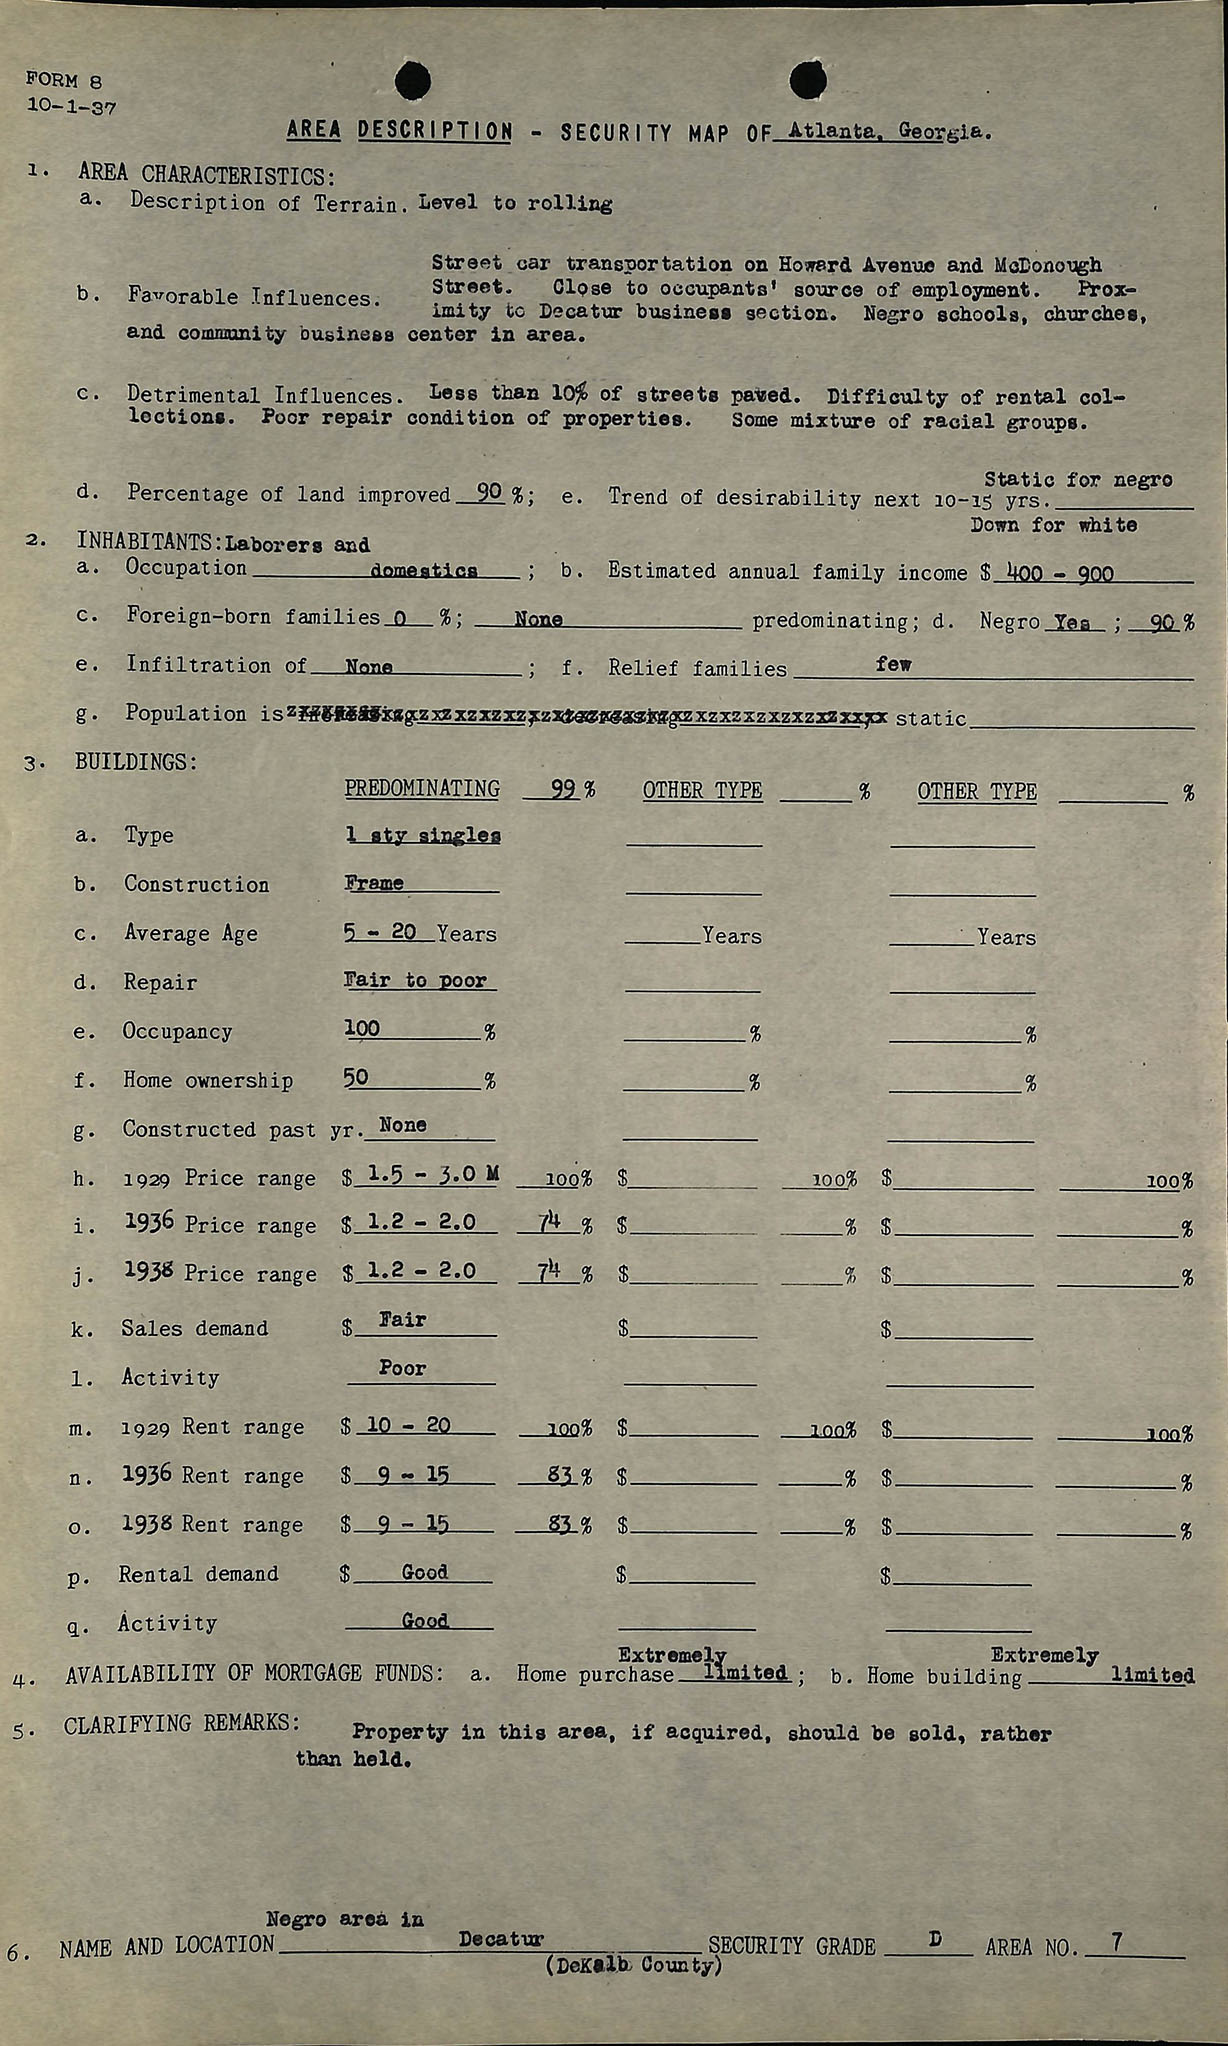 FORM 8
10-1-37
AREA DESCRIPTION - SECURITY MAP OF Atlanta, Georgia.
1. AREA CHARACTERISTICS:
a. Description of Terrain. Level to rolling
Street car transportation on Howard Avenue and McDonough
b. Favorable Influences. Street. Close to occupants' source of employment. Prox-
imity to Decatur business section. Negro schools, churches,
and community business center in area.
c. Detrimental Influences. Less than 10% of streets paved. Difficulty of rental col-
lections. Poor repair condition of properties. Some mixture of racial groups.
Static for negro
d. Percentage of land improved 90 %; e. Trend of desirability next 10-15 yrs.
Down for white
2. INHABITANTS: Laborers and
a. Occupation domestics ; b. Estimated annual family income $ 400 - 900
c. Foreign-born families 0 %; None predominating; d. Negro Yes ; 90 %
e. Infiltration of None ; f. Relief families few
g. Population is static
3. BUILDINGS:
PREDOMINATING 99 % OTHER TYPE % OTHER TYPE %
a. Type 1 sty singles
b. Construction Frame
c. Average Age 5 - 20 Years Years Years
d. Repair Fair to poor
e. Occupancy 100 % % %
f. Home ownership 50 % % %
g. Constructed past yr. None
h. 1929 Price range $ 1.5 - 3.0 M 100% $ 100% $ 100%
i. 1936 Price range $ 1.2 - 2.0 74 % $ % $ %
j. 1938 Price range $ 1.2 - 2.0 74 % $ % $ %
k. Sales demand $ Fair $ $
l. Activity Poor
m. 1929 Rent range $ 10 - 20 100% $ 100% $ 100%
n. 1936 Rent range $ 9 - 15 83 % $ % $ %
o. 1938 Rent range $ 9 - 15 83 % $ % $ %
p. Rental demand $ Good $ $
q. Activity Good
Extremely Extremely
4. AVAILABILITY OF MORTGAGE FUNDS: a. Home purchase limited ; b. Home building limited
5. CLARIFYING REMARKS: Property in this area, if acquired, should be sold, rather
than held.
Negro area in
6. NAME AND LOCATION Decatur SECURITY GRADE D AREA NO. 7
(DeKalb County)